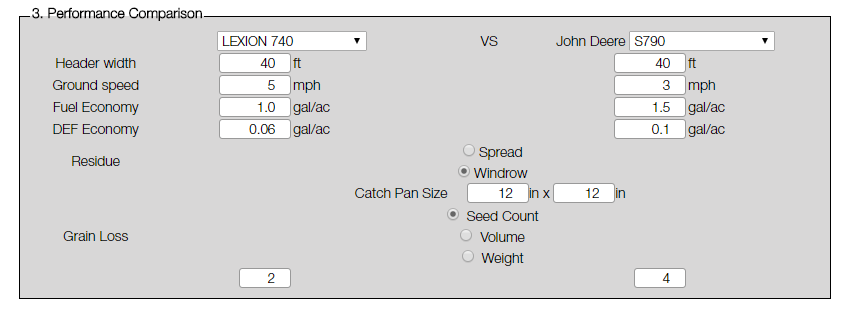 3. Performance Comparison
LEXION 740 VS John Deere S790
Header width 40 ft 40 ft
Ground speed 5 mph 3 mph
Fuel Economy 1.0 gal/ac 1.5 gal/ac
DEF Economy 0.06 gal/ac 0.1 gal/ac
Spread
Residue
Windrow
Catch Pan Size 12 in x 12 in
Seed Count
Grain Loss Volume
Weight
2 4